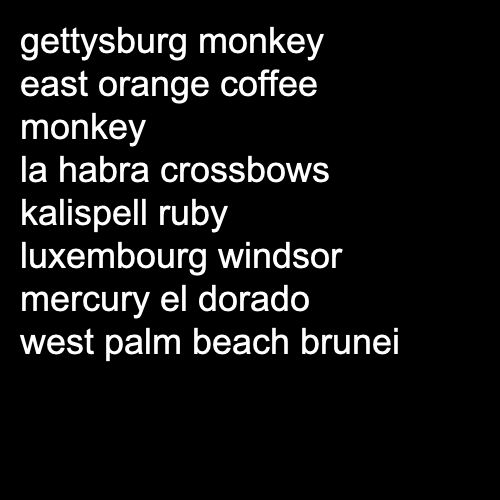 gettysburg monkey
east orange coffee
monkey
la habra crossbows
kalispell ruby
luxembourg windsor
mercury el dorado
west palm beach brunei